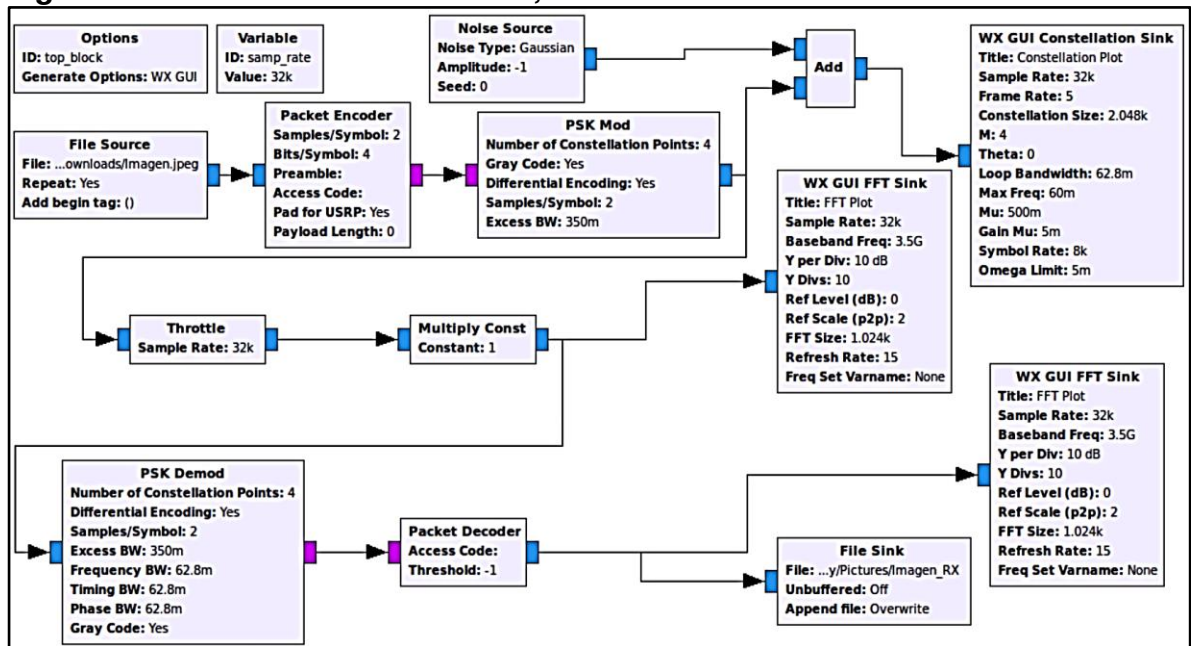 Options
ID: top_block
Generate Options: WX GUI
Variable
ID: samp_rate
Value: 32k
Noise Source
Noise Type: Gaussian
Amplitude: -1
Seed: 0
Add
WX GUI Constellation Sink
Title: Constellation Plot
Sample Rate: 32k
Frame Rate: 5
Constellation Size: 2.048k
M: 4
Theta: 0
Loop Bandwidth: 62.8m
Max Freq: 60m
Mu: 500m
Gain Mu: 5m
Symbol Rate: 8k
Omega Limit: 5m
File Source
File: ...ownloads/Imagen.jpeg
Repeat: Yes
Add begin tag: ()
Packet Encoder
Samples/Symbol: 2
Bits/Symbol: 4
Preamble:
Access Code:
Pad for USRP: Yes
Payload Length: 0
PSK Mod
Number of Constellation Points: 4
Gray Code: Yes
Differential Encoding: Yes
Samples/Symbol: 2
Excess BW: 350m
WX GUI FFT Sink
Title: FFT Plot
Sample Rate: 32k
Baseband Freq: 3.5G
Y per Div: 10 dB
Y Divs: 10
Ref Level (dB): 0
Ref Scale (p2p): 2
FFT Size: 1.024k
Refresh Rate: 15
Freq Set Varname: None
Throttle
Sample Rate: 32k
Multiply Const
Constant: 1
WX GUI FFT Sink
Title: FFT Plot
Sample Rate: 32k
Baseband Freq: 3.5G
Y per Div: 10 dB
Y Divs: 10
Ref Level (dB): 0
Ref Scale (p2p): 2
FFT Size: 1.024k
Refresh Rate: 15
Freq Set Varname: None
PSK Demod
Number of Constellation Points: 4
Differential Encoding: Yes
Samples/Symbol: 2
Excess BW: 350m
Frequency BW: 62.8m
Timing BW: 62.8m
Phase BW: 62.8m
Gray Code: Yes
Packet Decoder
Access Code:
Threshold: -1
File Sink
File: ...y/Pictures/Imagen_RX
Unbuffered: Off
Append file: Overwrite